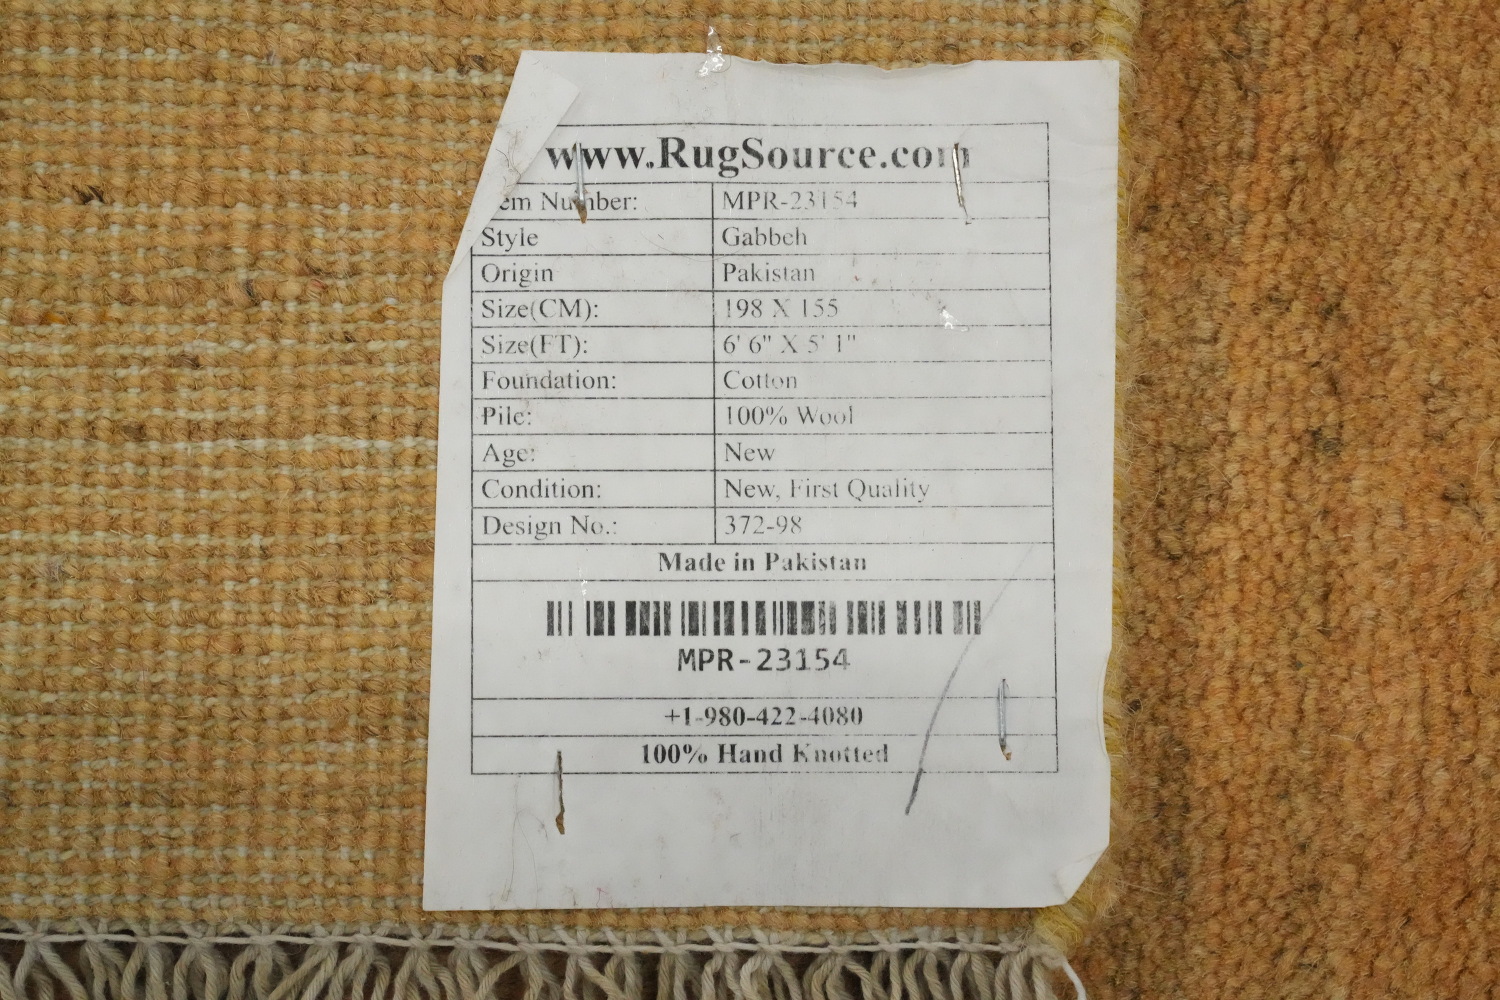 www.RugSource.com
em Number: MPR-23154
Style Gabbeh
Origin Pakistan
Size(CM): 198 X 155
Size(FT): 6' 6" X 5' 1"
Foundation: Cotton
Pile: 100% Wool
Age: New
Condition: New, First Quality
Design No.: 372-98
Made in Pakistan
MPR-23154
+1-980-422-4080
100% Hand Knotted